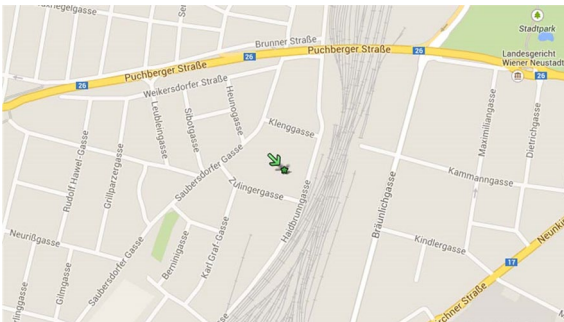 Brunner Straße
Stadtpark
Puchberger Straße
26
Landesgericht
Wiener Neustadt
26
26
Puchberger Straße
Weikersdorfer Straße
Leubleingasse
Sibotgasse
Heunogasse
Klenggasse
Maximiliangasse
Dietrichgasse
Rudolf Hawel-Gasse
Grillparzergasse
Saubersdorfer Gasse
Zulingergasse
Haidbrunngasse
Bräunlichgasse
Kammanngasse
Neurißgasse
Kindlergasse
Karl Graf-Gasse
Berninigasse
Saubersdorfer Gasse
Gilmgasse
17